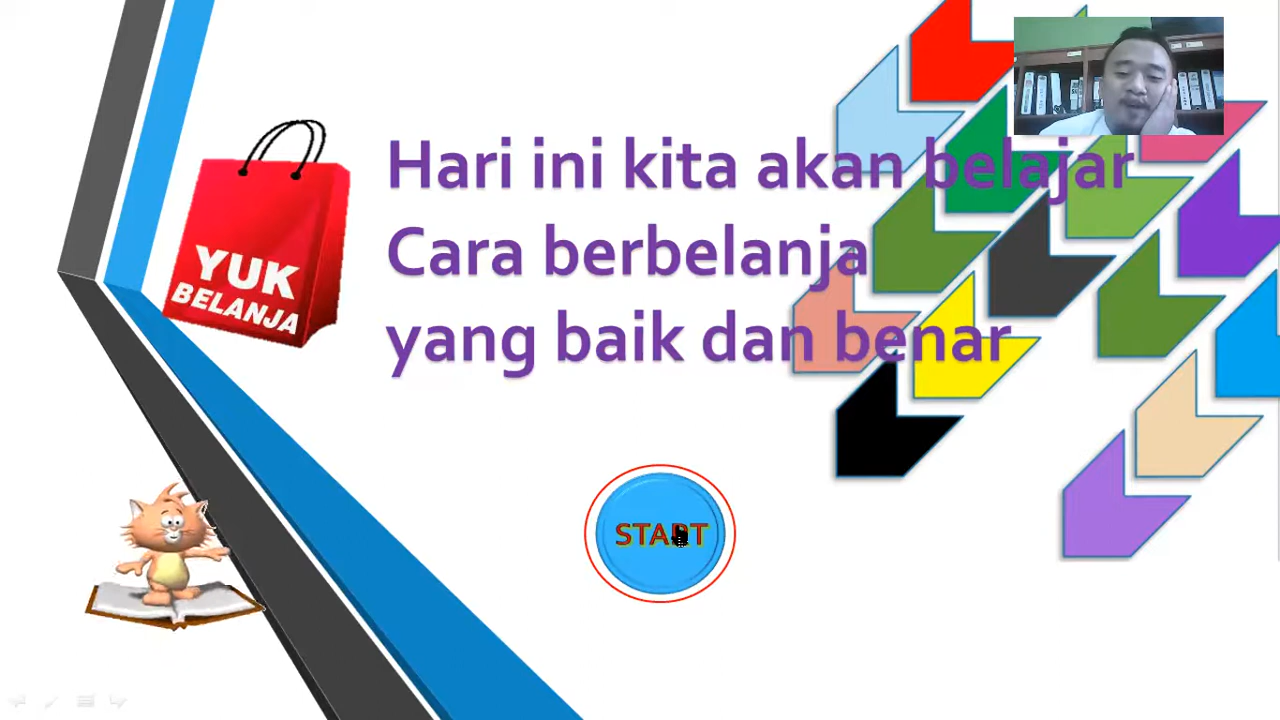 Hari ini kita akan belajar
Cara berbelanja
yang baik dan benar
YUK
BELANJA
START